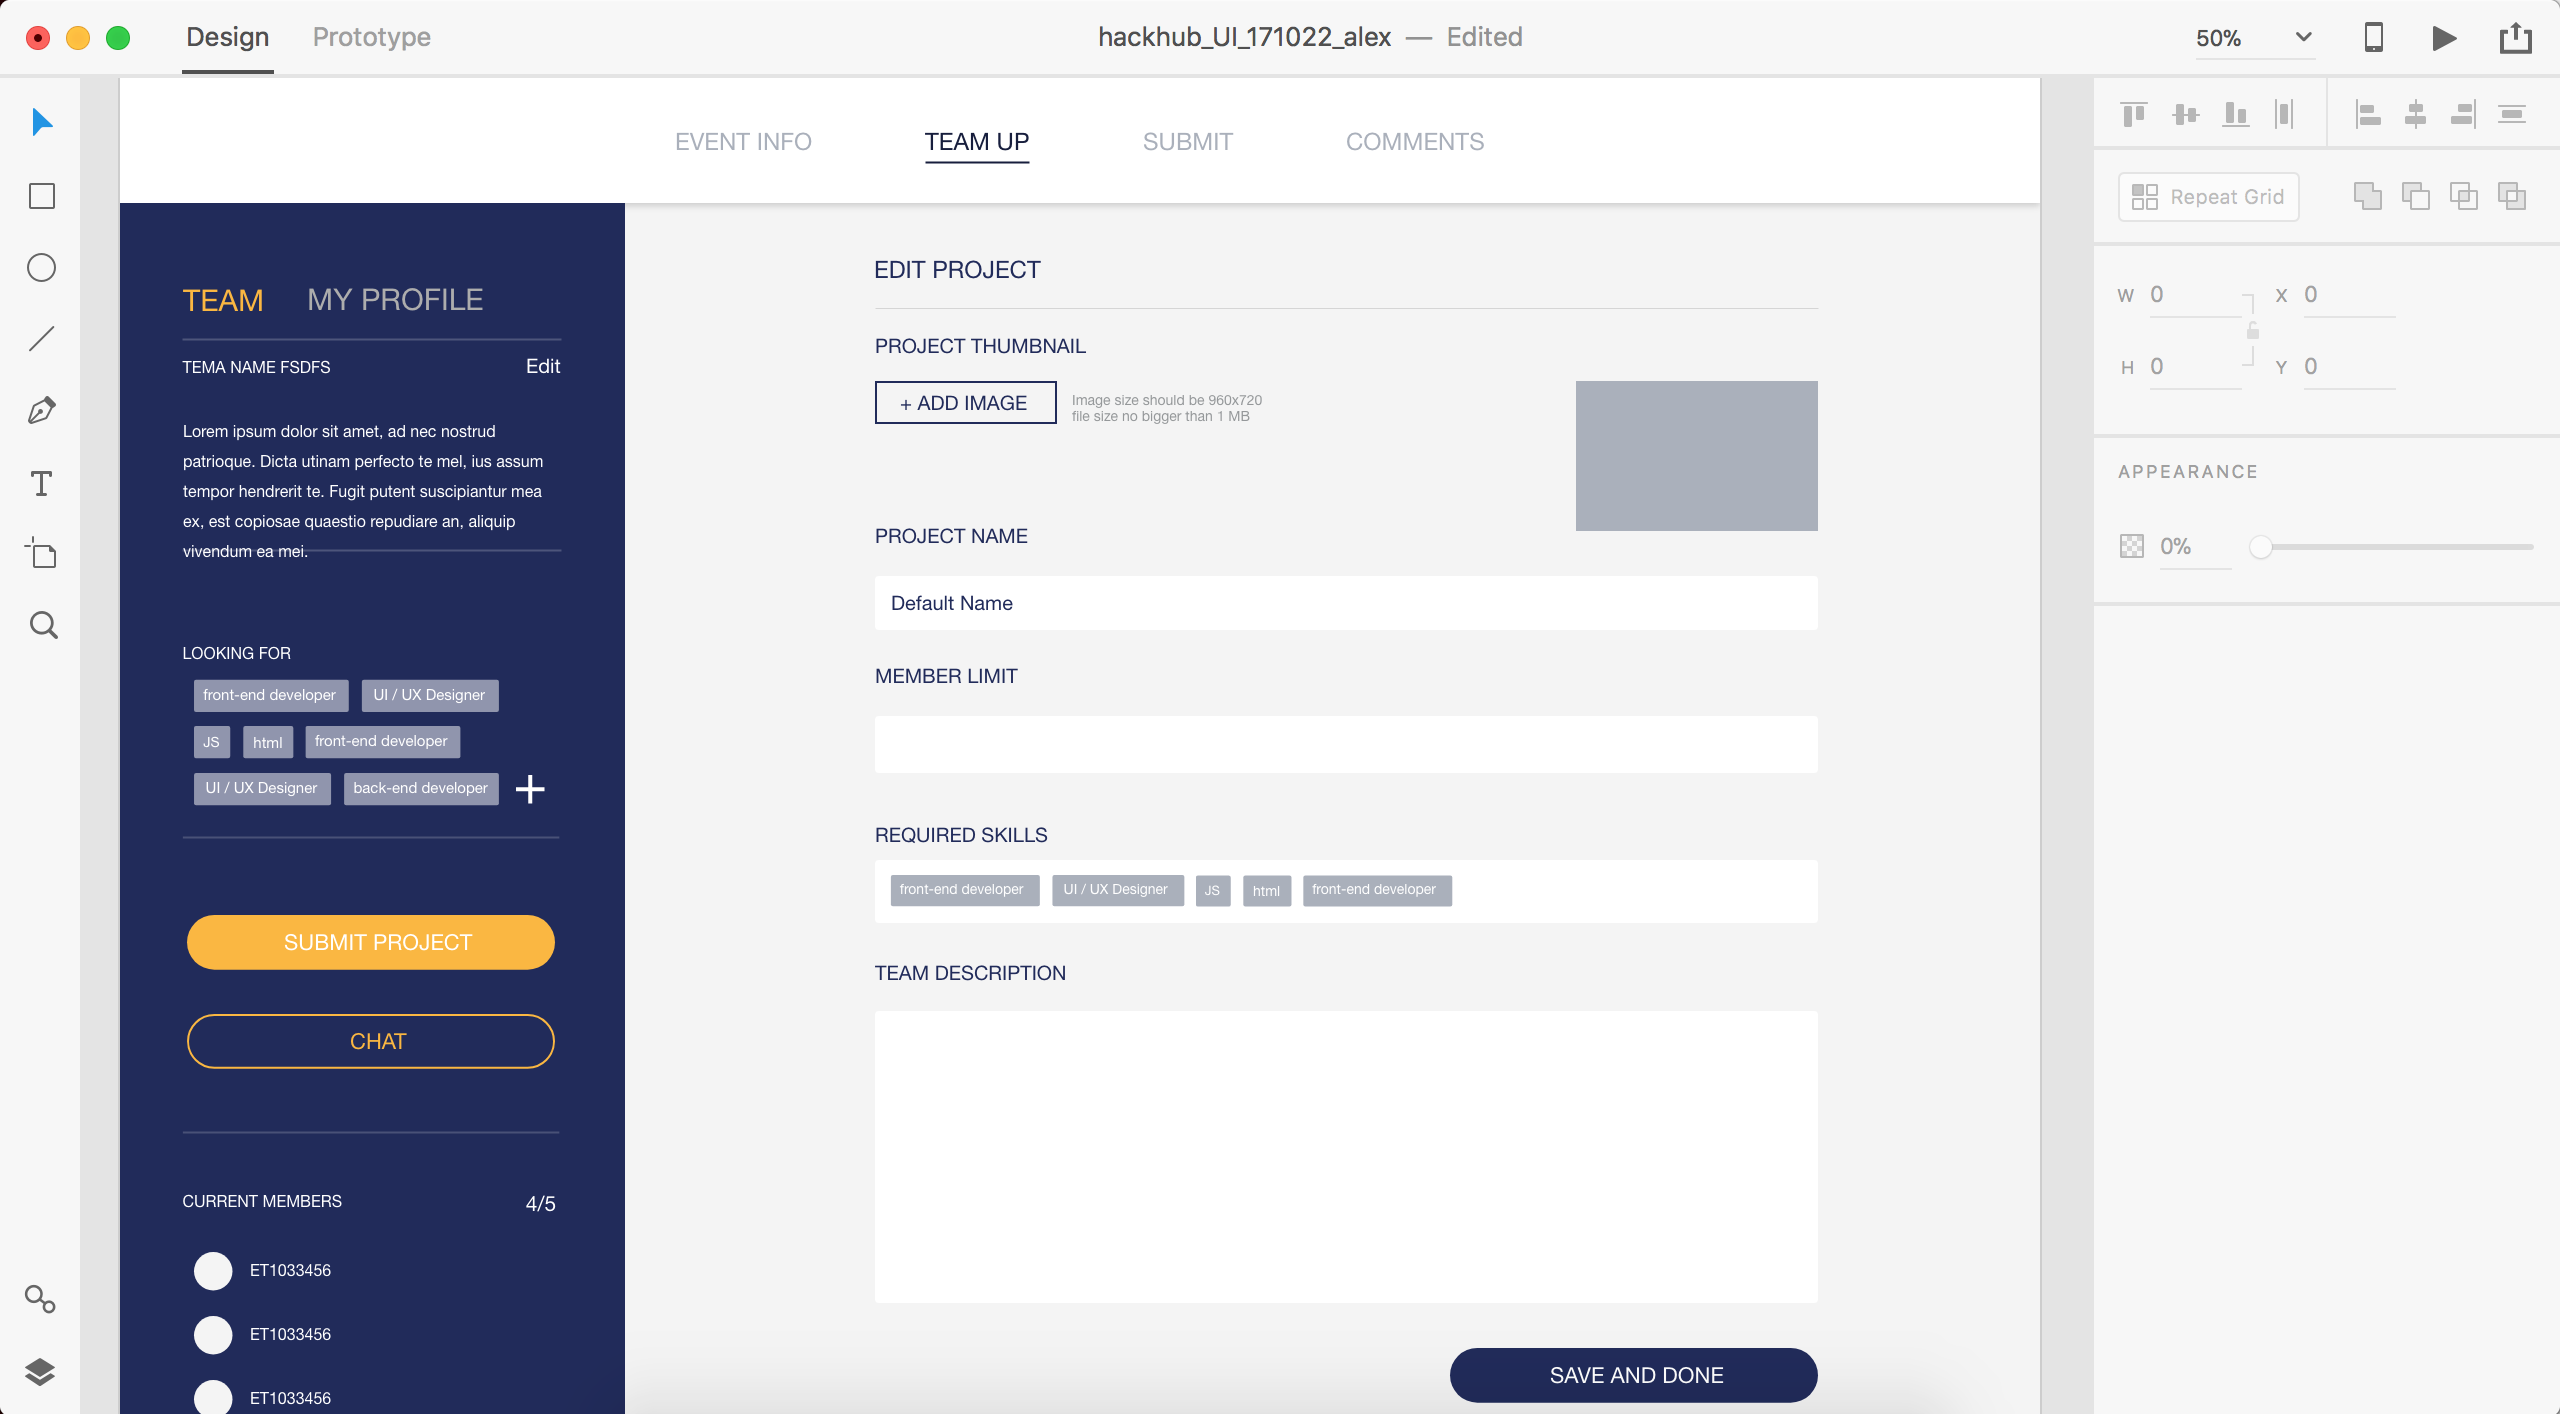 Design Prototype hackhub_UI_171022_alex — Edited 50%
EVENT INFO TEAM UP SUBMIT COMMENTS
Repeat Grid
W 0 X 0
H 0 Y 0
APPEARANCE
0%
TEAM MY PROFILE
TEMA NAME FSDFS Edit
Lorem ipsum dolor sit amet, ad nec nostrud
patrioque. Dicta utinam perfecto te mel, ius assum
tempor hendrerit te. Fugit putent suscipiantur mea
ex, est copiosae quaestio repudiare an, aliquip
vivendum ea mei.
LOOKING FOR
front-end developer UI / UX Designer
JS html front-end developer
UI / UX Designer back-end developer +
SUBMIT PROJECT
CHAT
CURRENT MEMBERS 4/5
ET1033456
ET1033456
ET1033456
EDIT PROJECT
PROJECT THUMBNAIL
+ ADD IMAGE
Image size should be 960x720
file size no bigger than 1 MB
PROJECT NAME
Default Name
MEMBER LIMIT
REQUIRED SKILLS
front-end developer UI / UX Designer JS html front-end developer
TEAM DESCRIPTION
SAVE AND DONE